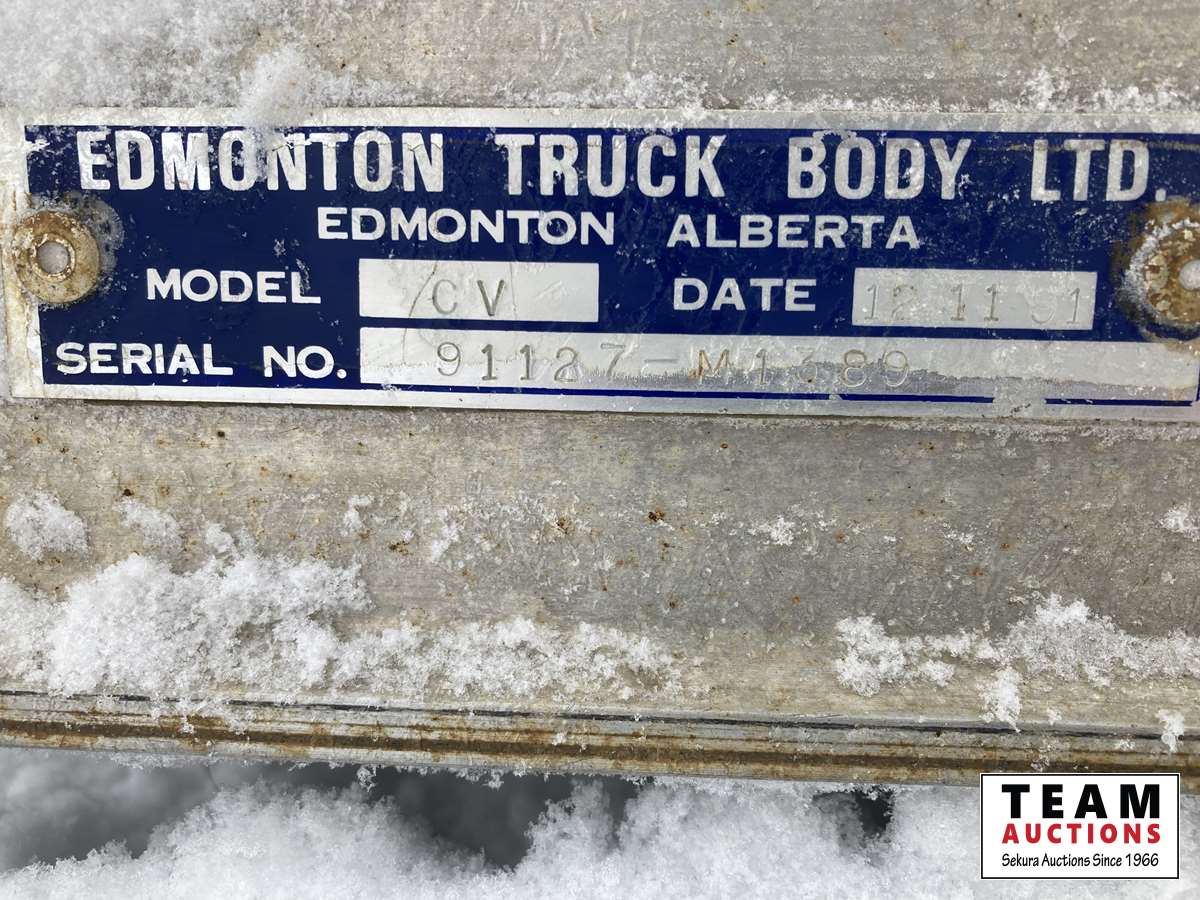 EDMONTON TRUCK BODY LTD.
EDMONTON ALBERTA
MODEL CV DATE 12 11 91
SERIAL NO. 91127-M1589
TEAM
AUCTIONS
Sekura Auctions Since 1966